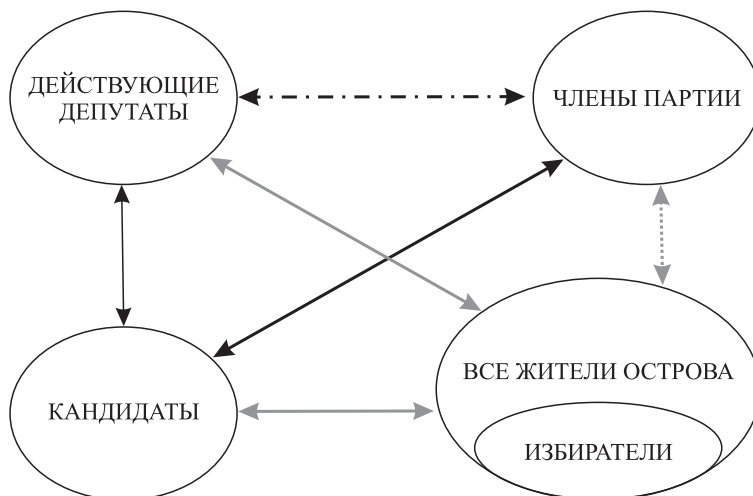 ДЕЙСТВУЮЩИЕ
ДЕПУТАТЫ
ЧЛЕНЫ ПАРТИИ
КАНДИДАТЫ
ВСЕ ЖИТЕЛИ ОСТРОВА
ИЗБИРАТЕЛИ